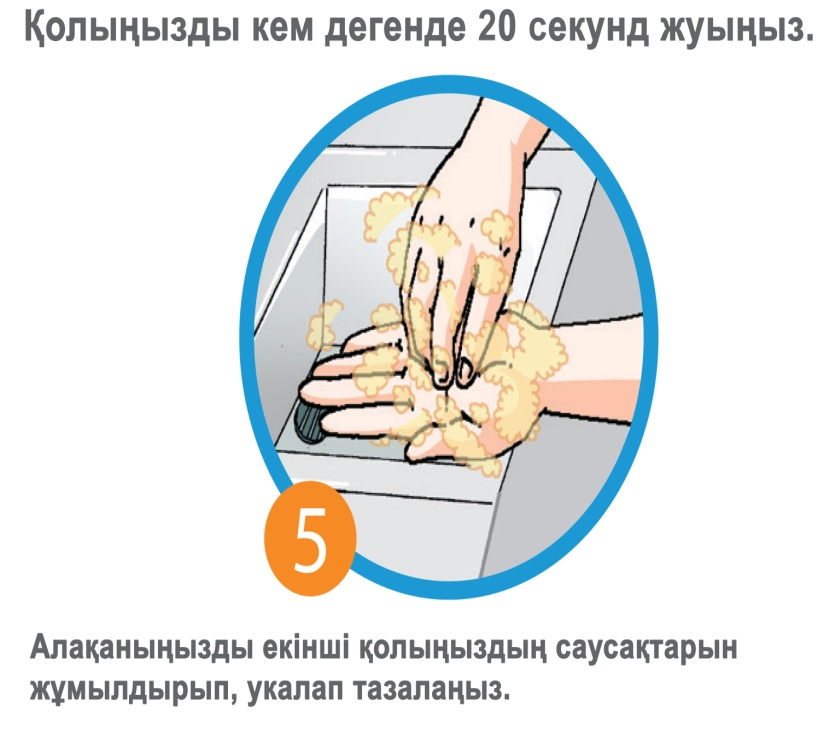 Қолыңызды кем дегенде 20 секунд жуыңыз.
5
Алақаныңызды екінші қолыңыздың саусақтарын
жұмылдырып, укалап тазалаңыз.